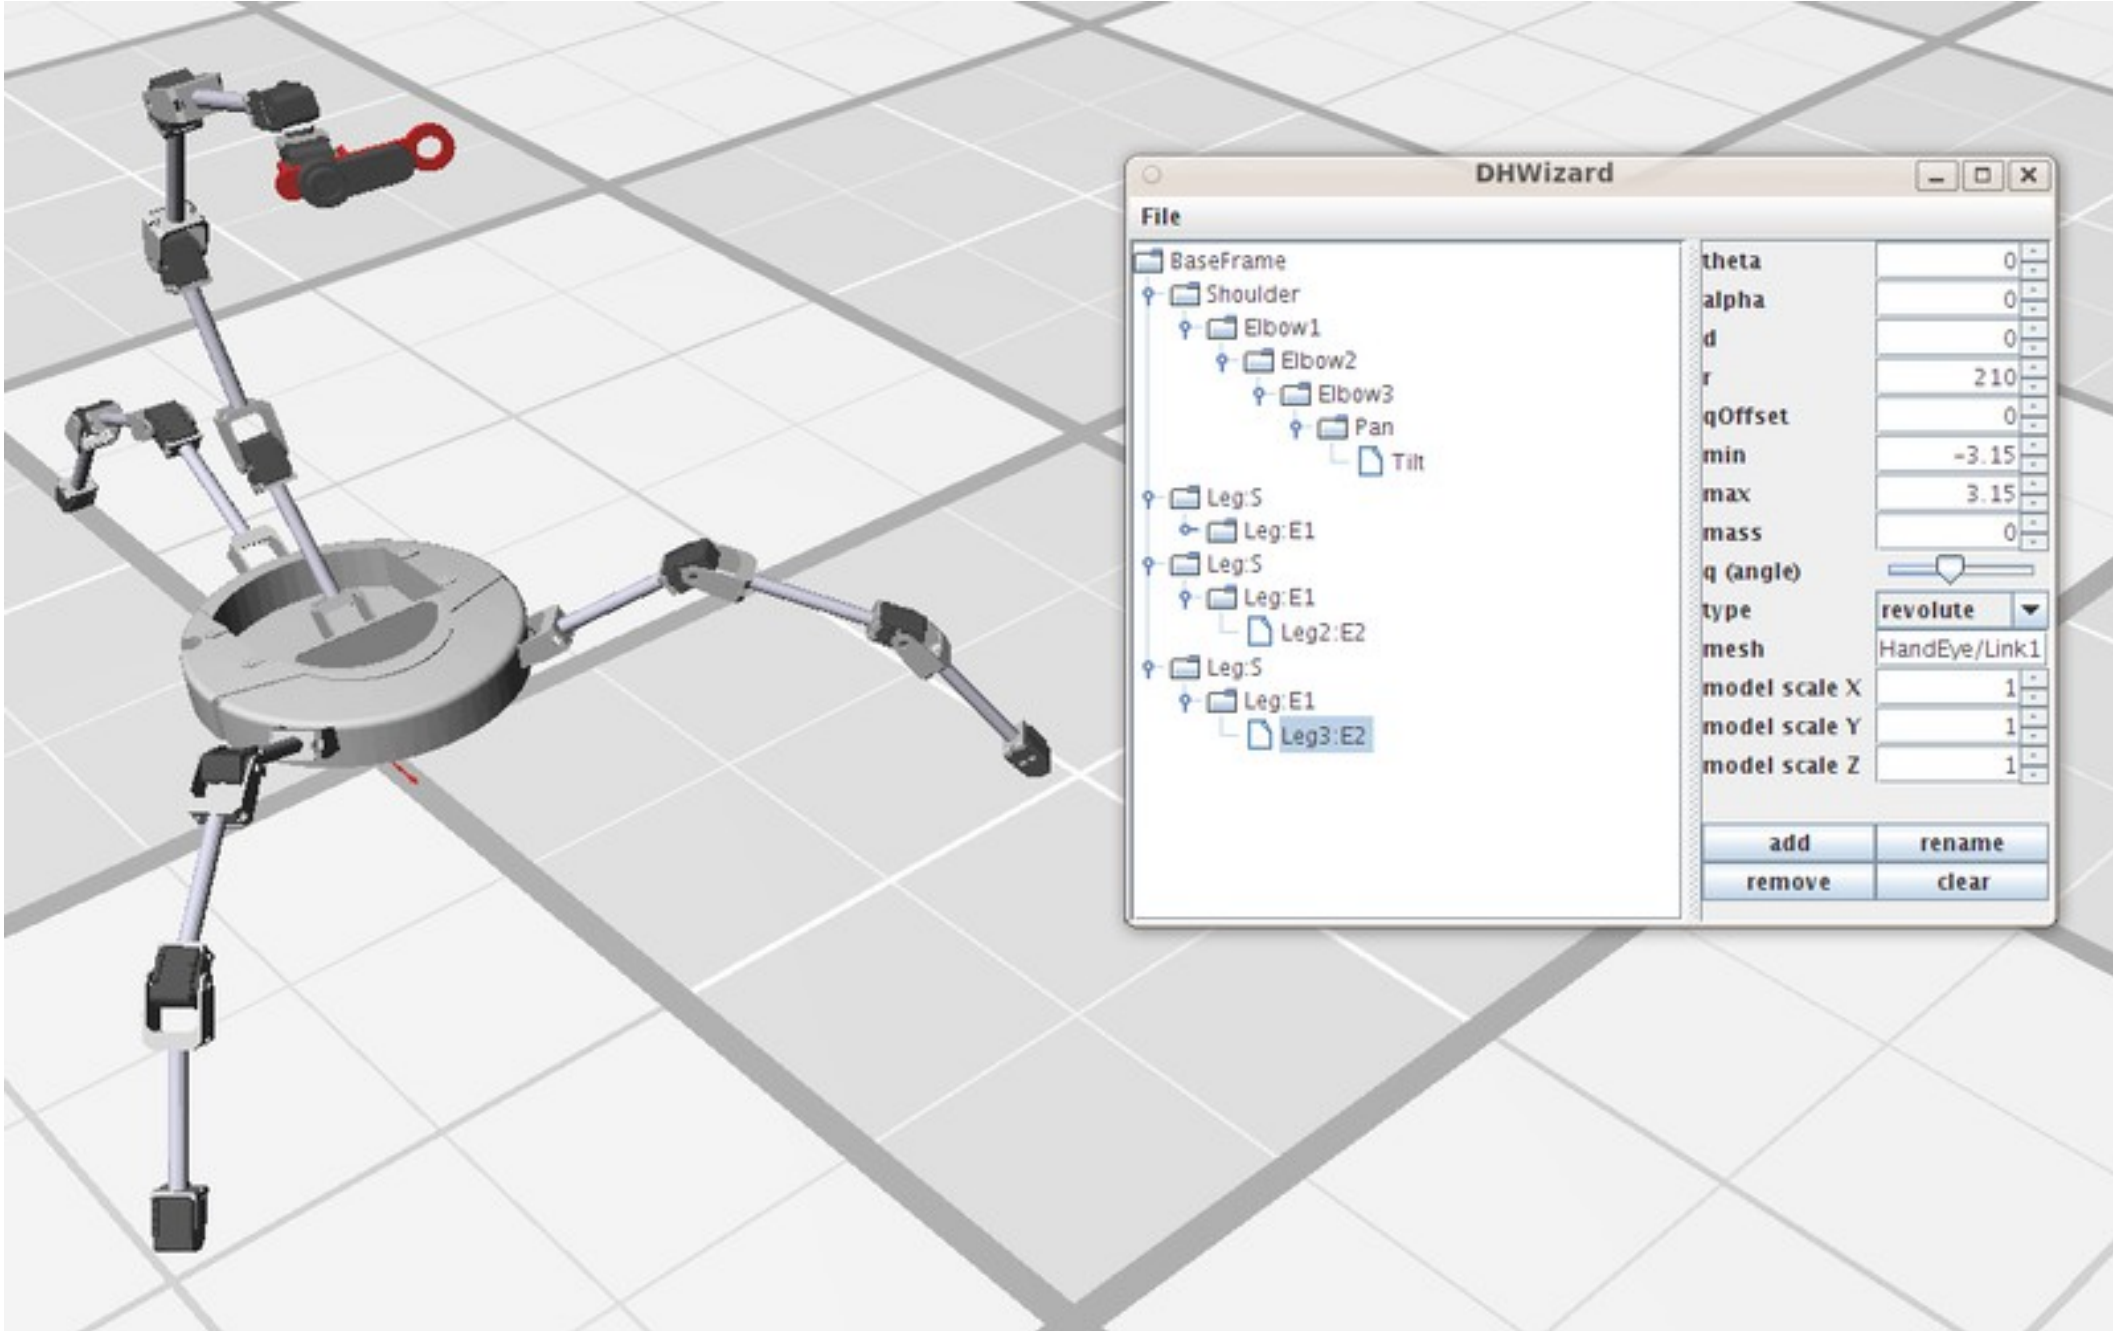 DHWizard
File
BaseFrame
Shoulder
Elbow1
Elbow2
Elbow3
Pan
Tilt
Leg:S
Leg:E1
Leg:S
Leg:E1
Leg2:E2
Leg:S
Leg:E1
Leg3:E2
theta 0
alpha 0
d 0
r 210
qOffset 0
min -3.15
max 3.15
mass 0
q (angle)
type revolute
mesh HandEye/Link1
model scale X 1
model scale Y 1
model scale Z 1
add rename
remove clear